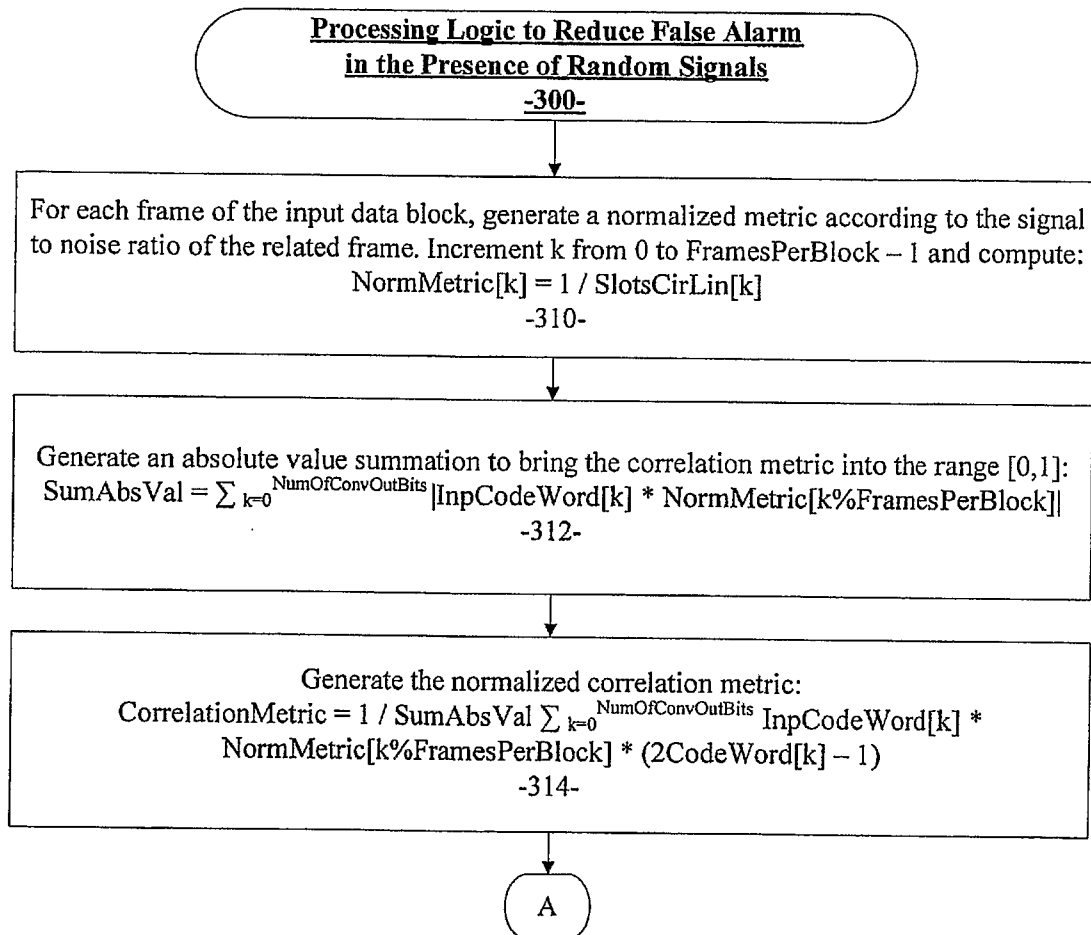 Processing Logic to Reduce False Alarm
in the Presence of Random Signals
-300-
For each frame of the input data block, generate a normalized metric according to the signal
to noise ratio of the related frame. Increment k from 0 to FramesPerBlock – 1 and compute:
NormMetric[k] = 1 / SlotsCirLin[k]
-310-
Generate an absolute value summation to bring the correlation metric into the range [0,1]:
SumAbsVal = ∑ k=0 NumOfConvOutBits |InpCodeWord[k] * NormMetric[k%FramesPerBlock]|
-312-
Generate the normalized correlation metric:
CorrelationMetric = 1 / SumAbsVal ∑ k=0 NumOfConvOutBits InpCodeWord[k] *
NormMetric[k%FramesPerBlock] * (2CodeWord[k] – 1)
-314-
A